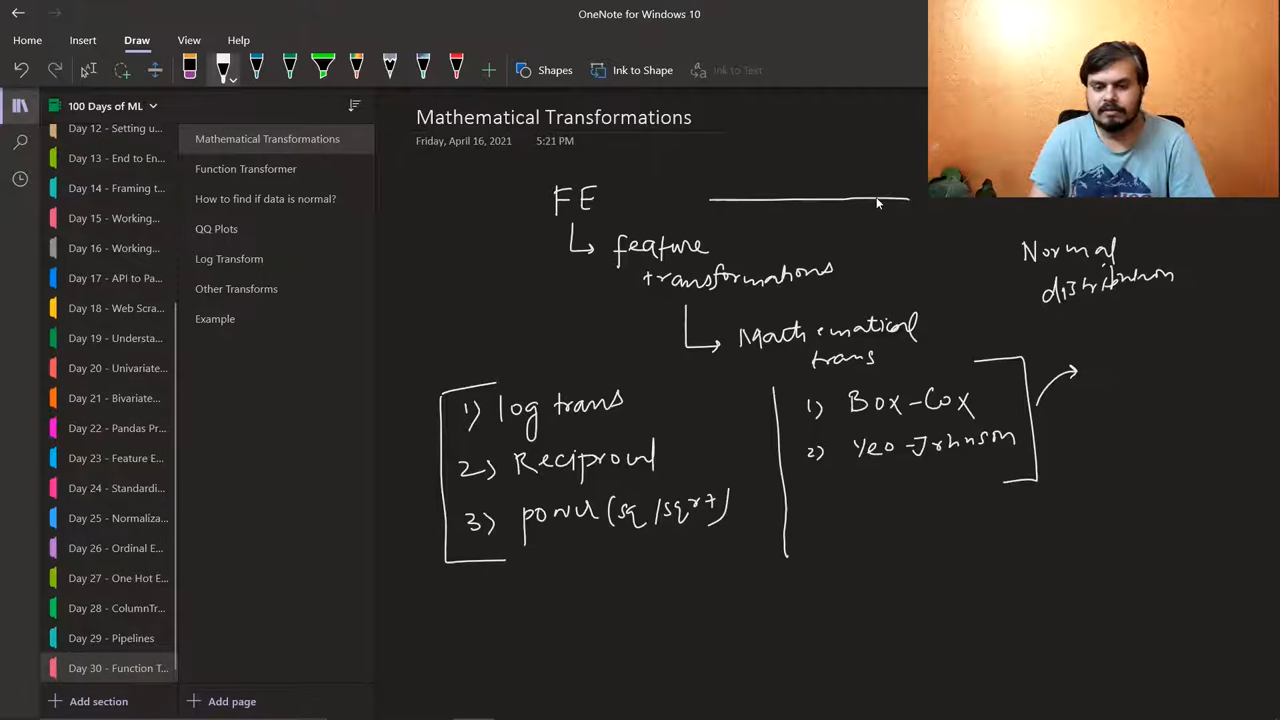 OneNote for Windows 10
Home
Insert
Draw
View
Help
Shapes
Ink to Shape
Ink to Text
100 Days of ML
Day 12 - Setting u...
Day 13 - End to En...
Day 14 - Framing t...
Day 15 - Working...
Day 16 - Working...
Day 17 - API to Pa...
Day 18 - Web Scra...
Day 19 - Understa...
Day 20 - Univariate...
Day 21 - Bivariate...
Day 22 - Pandas Pr...
Day 23 - Feature E...
Day 24 - Standardi...
Day 25 - Normaliza...
Day 26 - Ordinal E...
Day 27 - One Hot E...
Day 28 - ColumnTr...
Day 29 - Pipelines
Day 30 - Function T...
Add section
Mathematical Transformations
Function Transformer
How to find if data is normal?
QQ Plots
Log Transform
Other Transforms
Example
Add page
Mathematical Transformations
Friday, April 16, 2021 5:21 PM
FE
feature
transformations
Mathematical
trans
Normal
distribution
1) log trans
2) Reciprocal
3) power (sq/sqrt)
1) Box-Cox
2) Yeo-Johnson